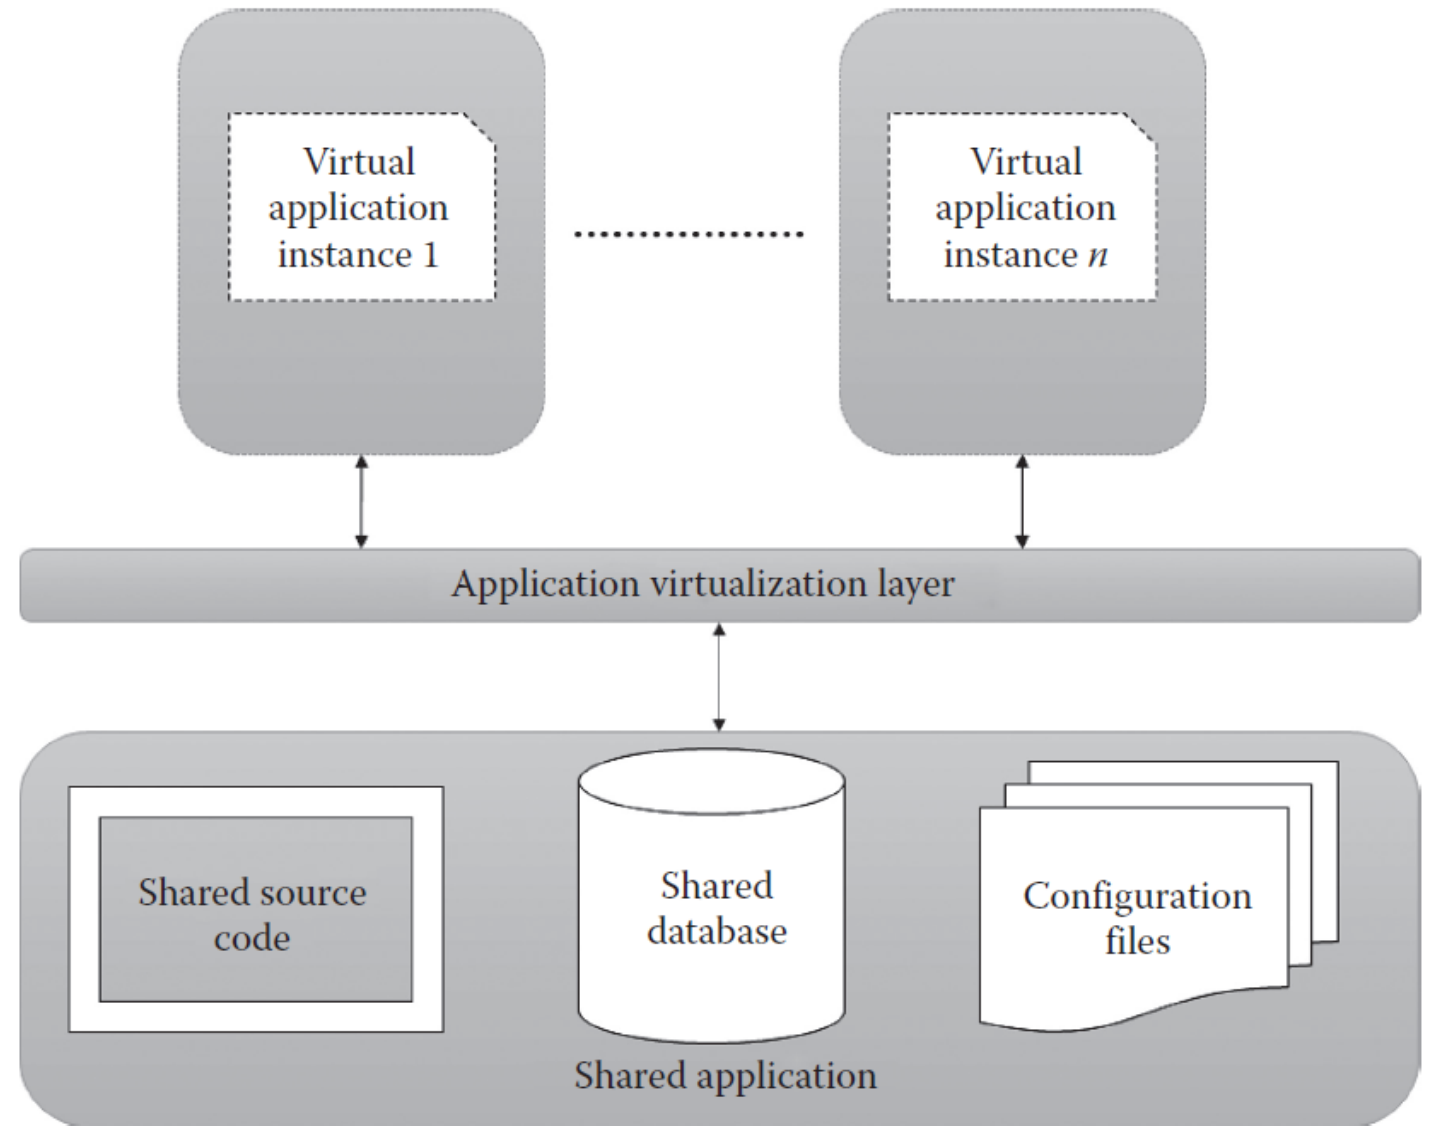 Virtual
application
instance 1
Virtual
application
instance n
Application virtualization layer
Shared source
code
Shared
database
Configuration
files
Shared application